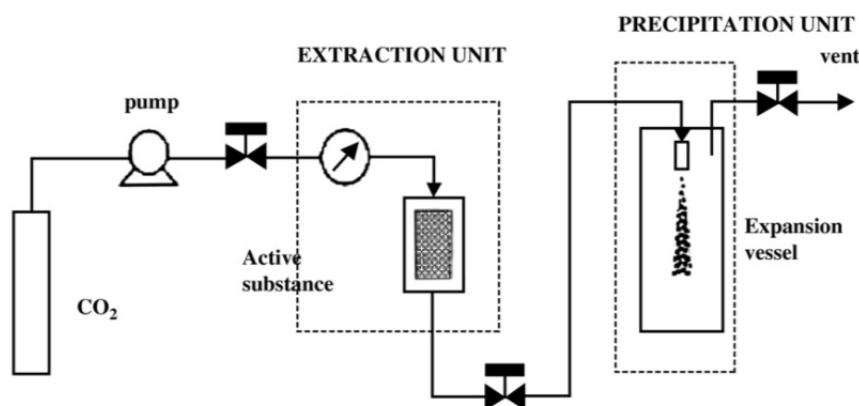 PRECIPITATION UNIT
vent
EXTRACTION UNIT
pump
Active
substance
Expansion
vessel
CO₂